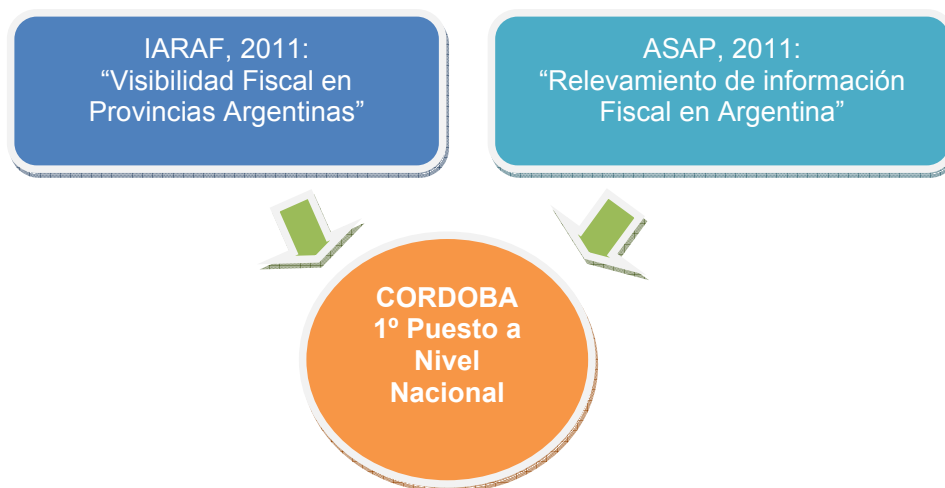 IARAF, 2011:
“Visibilidad Fiscal en
Provincias Argentinas”
ASAP, 2011:
“Relevamiento de información
Fiscal en Argentina”
CORDOBA
1º Puesto a
Nivel
Nacional